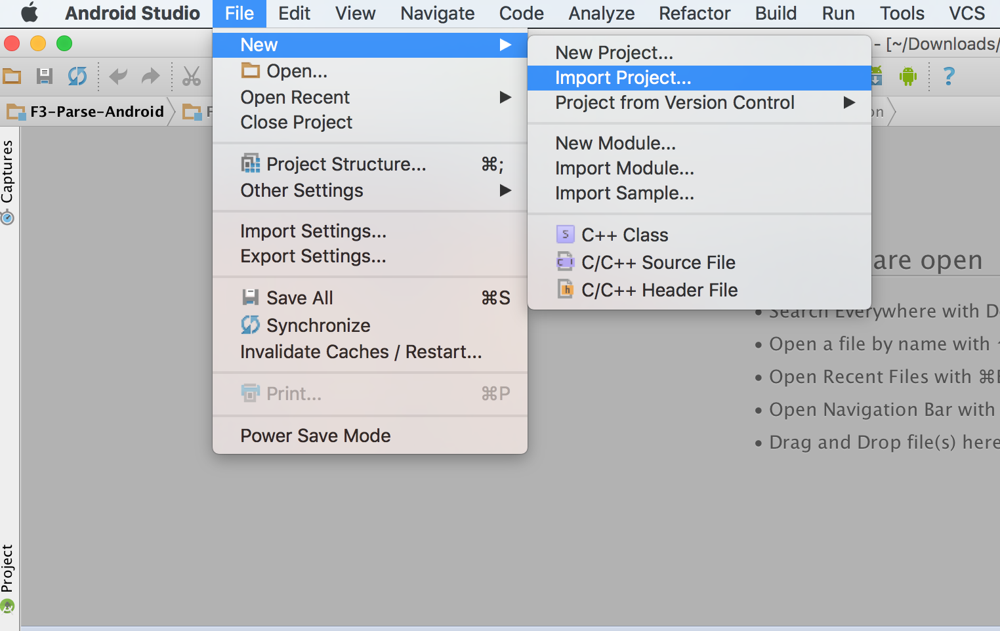 Android Studio File Edit View Navigate Code Analyze Refactor Build Run Tools VCS
- [~/Downloads/
?
F3-Parse-Android
Captures
Project
New
Open...
Open Recent
Close Project
Project Structure... ⌘;
Other Settings
Import Settings...
Export Settings...
Save All ⌘S
Synchronize
Invalidate Caches / Restart...
Print... ⌘P
Power Save Mode
New Project...
Import Project...
Project from Version Control
New Module...
Import Module...
Import Sample...
S C++ Class
C/C++ Source File
h C/C++ Header File
are open
• Search Everywhere with
• Open a file by name with
• Open Recent Files with ⌘E
• Open Navigation Bar with
• Drag and Drop file(s) here